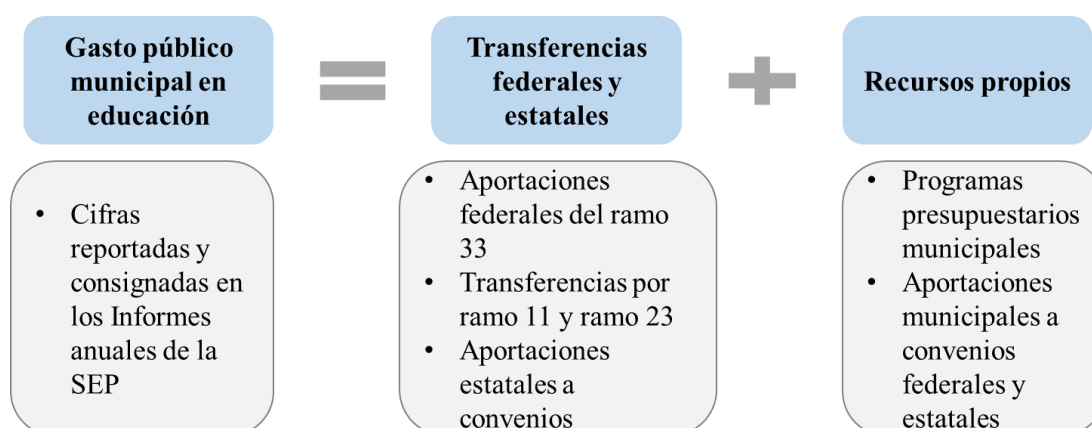 Gasto público
municipal en
educación
=
Transferencias
federales y
estatales
+
Recursos propios
• Cifras
reportadas y
consignadas en
los Informes
anuales de la
SEP
• Aportaciones
federales del ramo
33
• Transferencias por
ramo 11 y ramo 23
• Aportaciones
estatales a
convenios
• Programas
presupuestarios
municipales
• Aportaciones
municipales a
convenios
federales y
estatales